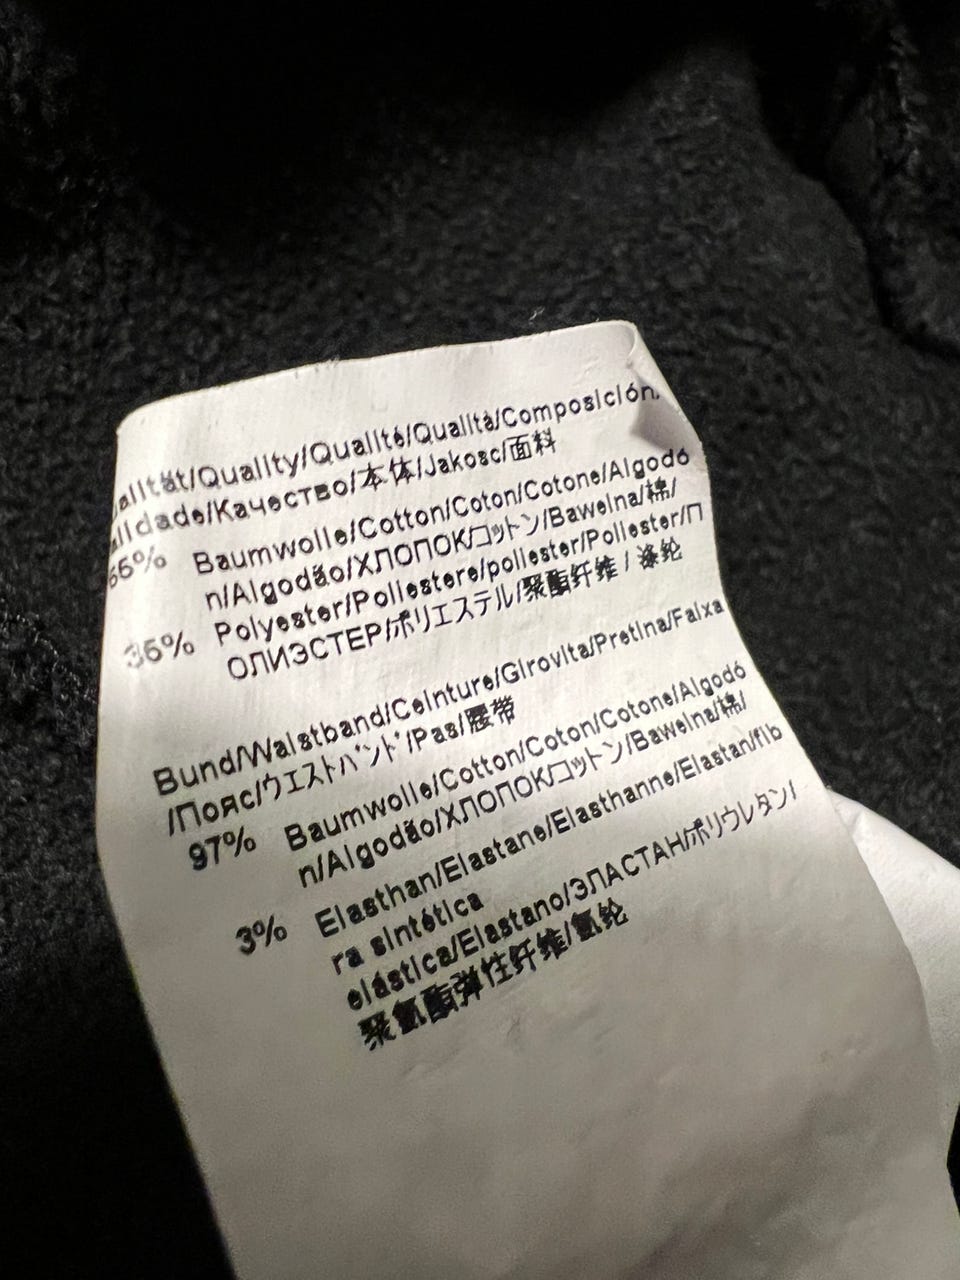 alität/Quality/Qualité/Qualità/Composición/
alidade/Качество/本体/Jakosc/面料
65% Baumwolle/Cotton/Coton/Cotone/Algodó
n/Algodão/ХЛОПОК/コットン/Bawelna/棉/
35% Polyester/Poliestere/poliester/Poliester/П
ОЛИЭСТЕР/ポリエステル/聚酯纤维 / 涤纶
Bund/Waistband/Ceinture/Girovita/Pretina/Faixa
/Пояс/ウエストバンド/Pas/腰带
97% Baumwolle/Cotton/Coton/Cotone/Algodó
n/Algodão/ХЛОПОК/コットン/Bawelna/棉/
3% Elasthan/Elastane/Elasthanne/Elastan/fib
ra sintética
elástica/Elastano/ЭЛАСТАН/ポリウレタン/
聚氨酯弹性纤维/氨纶